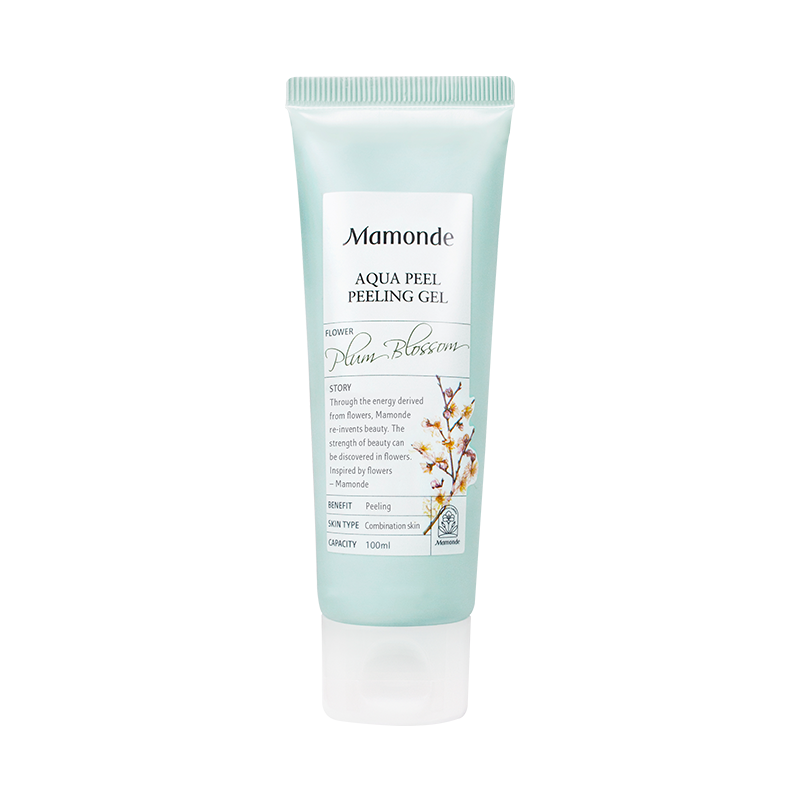 Mamonde
AQUA PEEL
PEELING GEL
FLOWER
Plum Blossom
STORY
Through the energy derived
from flowers, Mamonde
re-invents beauty. The
strength of beauty can
be discovered in flowers.
Inspired by flowers
– Mamonde
BENEFIT Peeling
SKIN TYPE Combination skin
CAPACITY 100ml
Mamonde